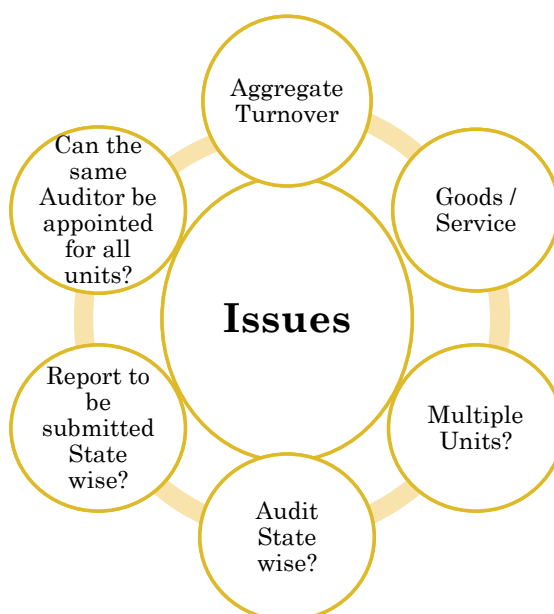 Aggregate
Turnover
Goods /
Service
Multiple
Units?
Audit
State
wise?
Report to
be
submitted
State
wise?
Can the
same
Auditor be
appointed
for all
units?
Issues